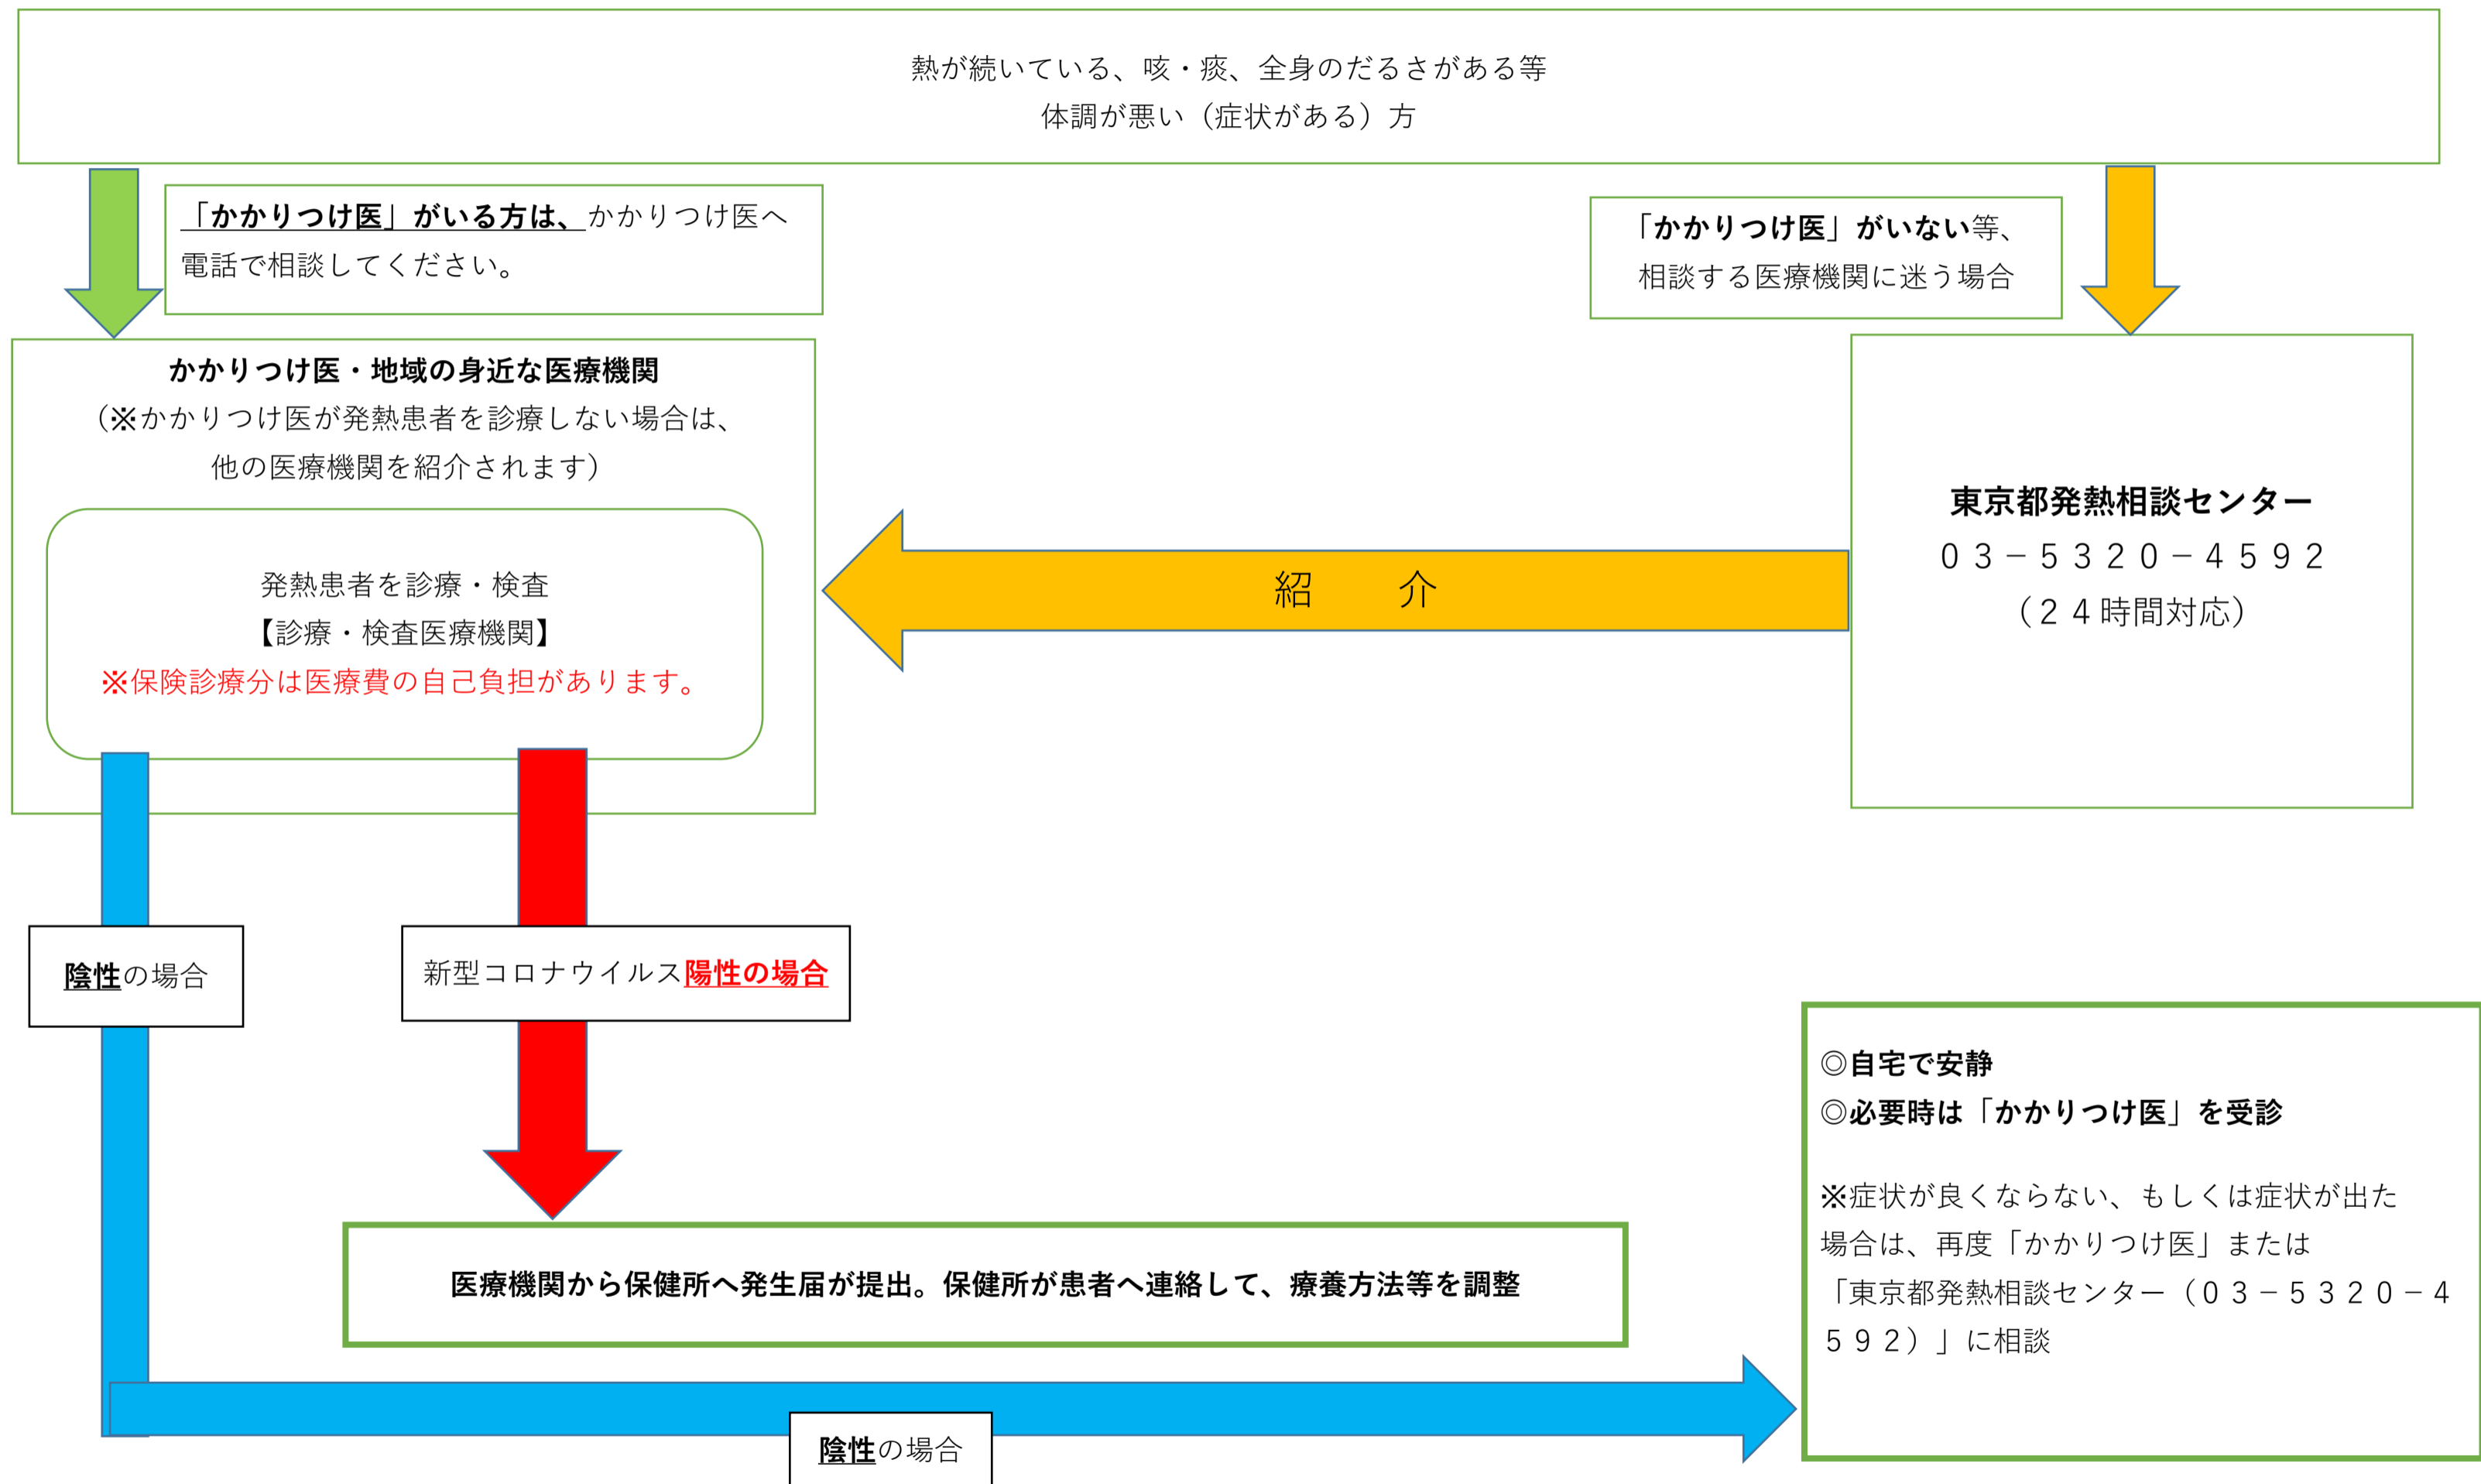 熱が続いている、咳・痰、全身のだるさがある等
体調が悪い（症状がある）方
「かかりつけ医」がいる方は、かかりつけ医へ
電話で相談してください。
「かかりつけ医」がいない等、
相談する医療機関に迷う場合
かかりつけ医・地域の身近な医療機関
（※かかりつけ医が発熱患者を診療しない場合は、
他の医療機関を紹介されます）
発熱患者を診療・検査
【診療・検査医療機関】
※保険診療分は医療費の自己負担があります。
紹　介
東京都発熱相談センター
０３－５３２０－４５９２
（２４時間対応）
陰性の場合
新型コロナウイルス陽性の場合
医療機関から保健所へ発生届が提出。保健所が患者へ連絡して、療養方法等を調整
◎自宅で安静
◎必要時は「かかりつけ医」を受診
※症状が良くならない、もしくは症状が出た
場合は、再度「かかりつけ医」または
「東京都発熱相談センター（０３－５３２０－４
５９２）」に相談
陰性の場合